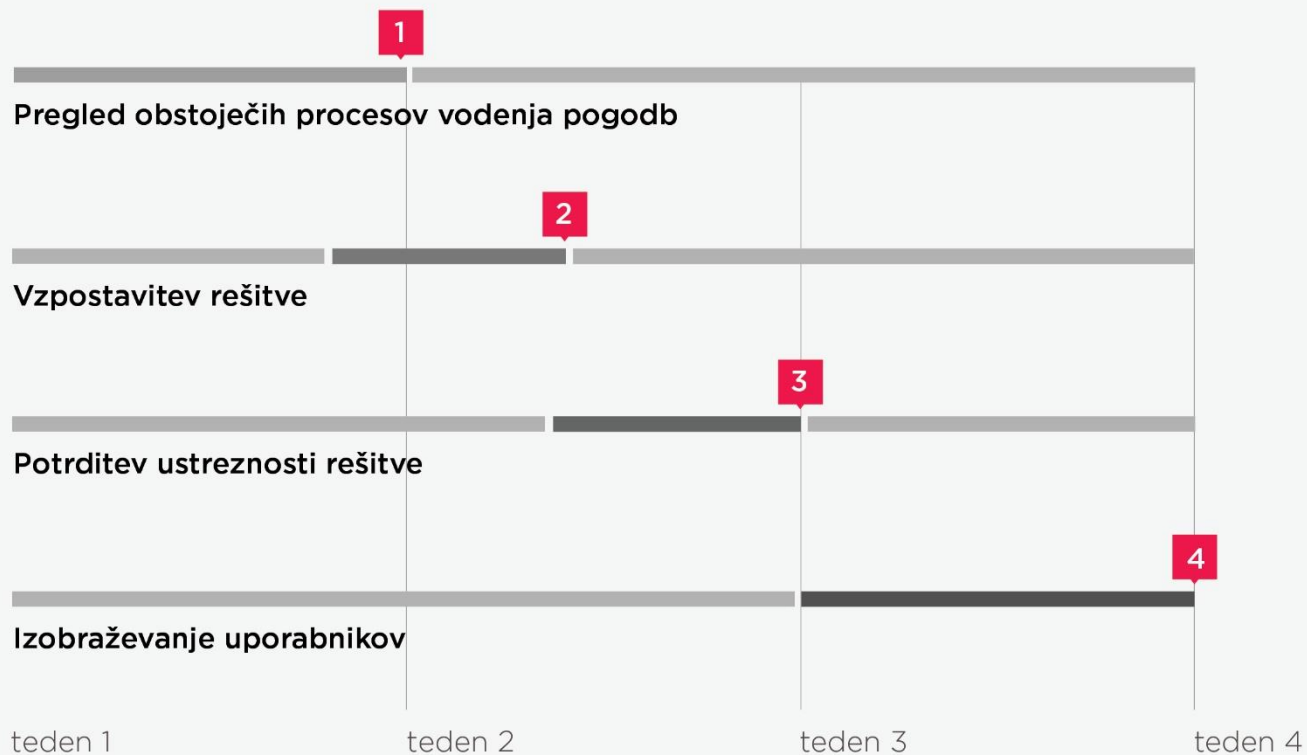 1
Pregled obstoječih procesov vodenja pogodb
2
Vzpostavitev rešitve
3
Potrditev ustreznosti rešitve
4
Izobraževanje uporabnikov
teden 1 teden 2 teden 3 teden 4